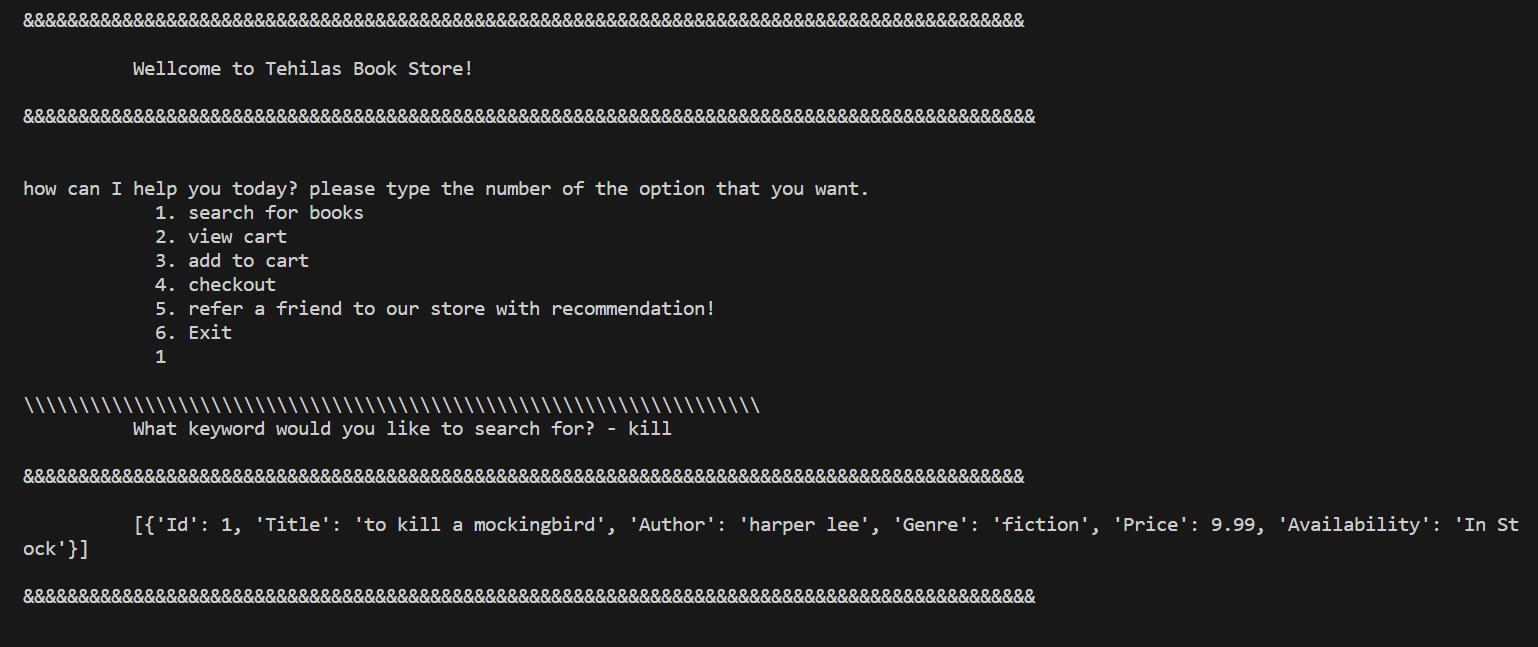 &&&&&&&&&&&&&&&&&&&&&&&&&&&&&&&&&&&&&&&&&&&&&&&&&&&&&&&&&&&&&&&&&&&&&&&&&&&&&&&&&&&&&&&&&&&
Wellcome to Tehilas Book Store!
&&&&&&&&&&&&&&&&&&&&&&&&&&&&&&&&&&&&&&&&&&&&&&&&&&&&&&&&&&&&&&&&&&&&&&&&&&&&&&&&&&&&&&&&&&&&
how can I help you today? please type the number of the option that you want.
1. search for books
2. view cart
3. add to cart
4. checkout
5. refer a friend to our store with recommendation!
6. Exit
1
\\\\\\\\\\\\\\\\\\\\\\\\\\\\\\\\\\\\\\\\\\\\\\\\\\\\\\\\\\\\\\\\\\\
What keyword would you like to search for? - kill
&&&&&&&&&&&&&&&&&&&&&&&&&&&&&&&&&&&&&&&&&&&&&&&&&&&&&&&&&&&&&&&&&&&&&&&&&&&&&&&&&&&&&&&&&&&
[{'Id': 1, 'Title': 'to kill a mockingbird', 'Author': 'harper lee', 'Genre': 'fiction', 'Price': 9.99, 'Availability': 'In St
ock'}]
&&&&&&&&&&&&&&&&&&&&&&&&&&&&&&&&&&&&&&&&&&&&&&&&&&&&&&&&&&&&&&&&&&&&&&&&&&&&&&&&&&&&&&&&&&&&